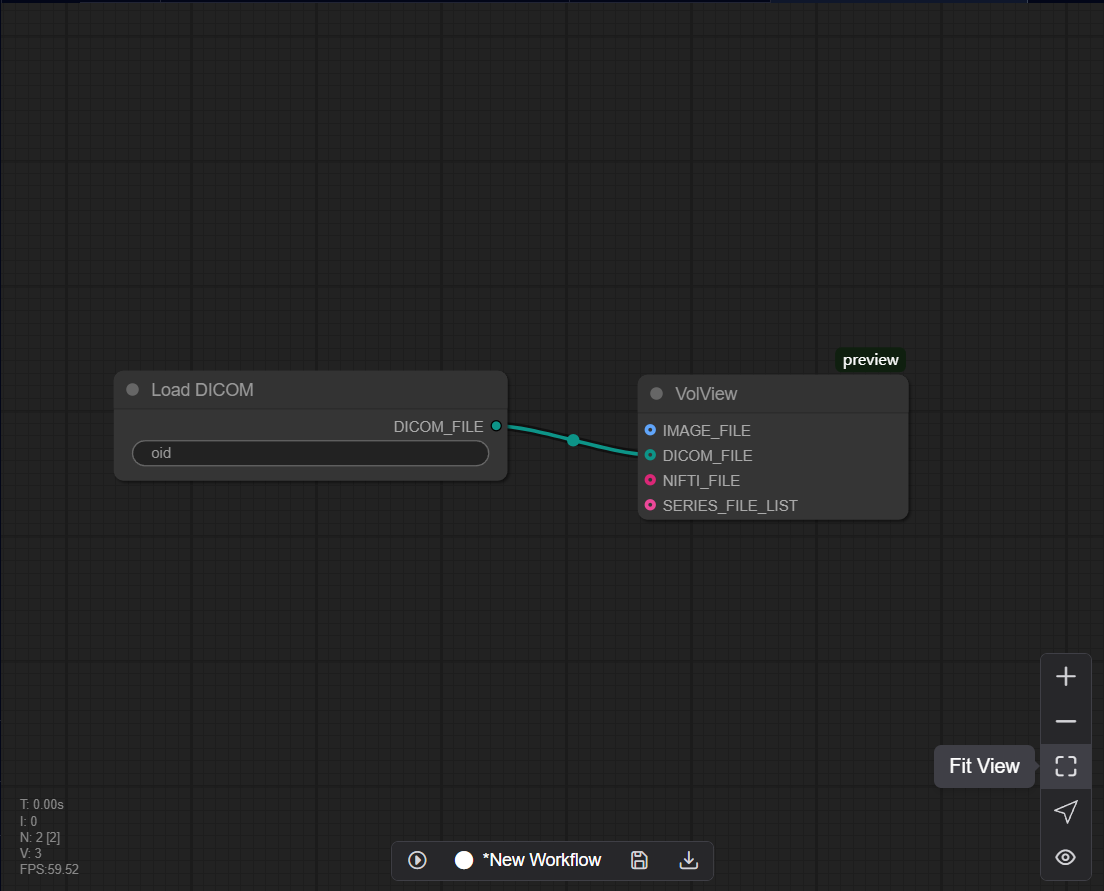 preview
Load DICOM
DICOM_FILE
oid
VolView
IMAGE_FILE
DICOM_FILE
NIFTI_FILE
SERIES_FILE_LIST
Fit View
T: 0.00s
I: 0
N: 2 [2]
V: 3
FPS:59.52
*New Workflow